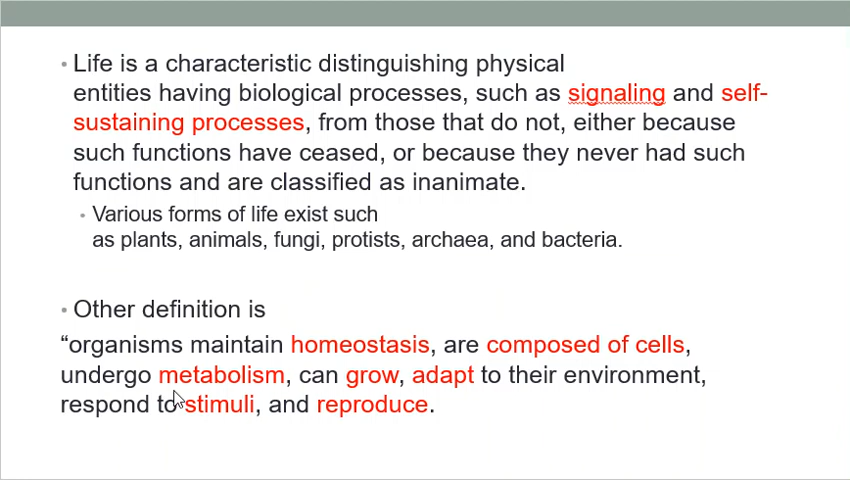 • Life is a characteristic distinguishing physical
entities having biological processes, such as signaling and self-
sustaining processes, from those that do not, either because
such functions have ceased, or because they never had such
functions and are classified as inanimate.
• Various forms of life exist such
as plants, animals, fungi, protists, archaea, and bacteria.
• Other definition is
“organisms maintain homeostasis, are composed of cells,
undergo metabolism, can grow, adapt to their environment,
respond to stimuli, and reproduce.